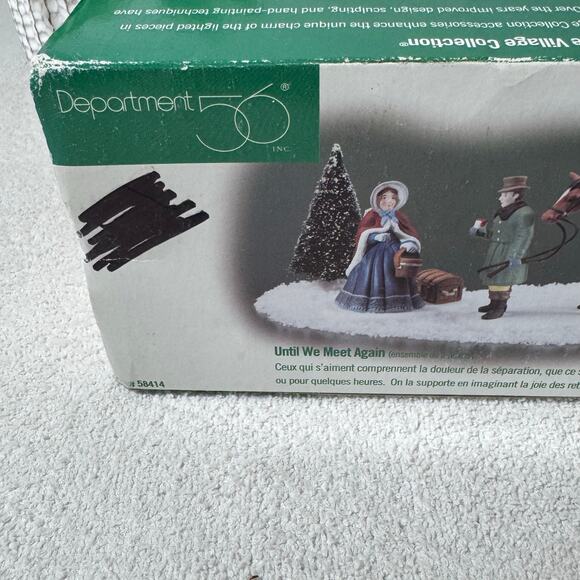 Over the years improved design, sculpting, and hand-painting techniques have
Collection accessories enhance the unique charm of the lighted pieces in
Village Collection®
Department 56 ®
INC.
Until We Meet Again (ensemble de
Ceux qui s'aiment comprennent la douleur de la séparation, que ce
ou pour quelques heures. On la supporte en imaginant la joie des
58414